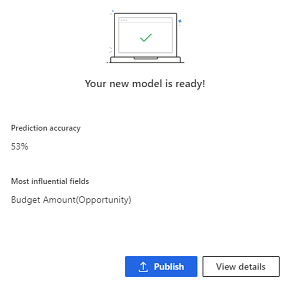 Your new model is ready!
Prediction accuracy
53%
Most influential fields
Budget Amount(Opportunity)
Publish
View details